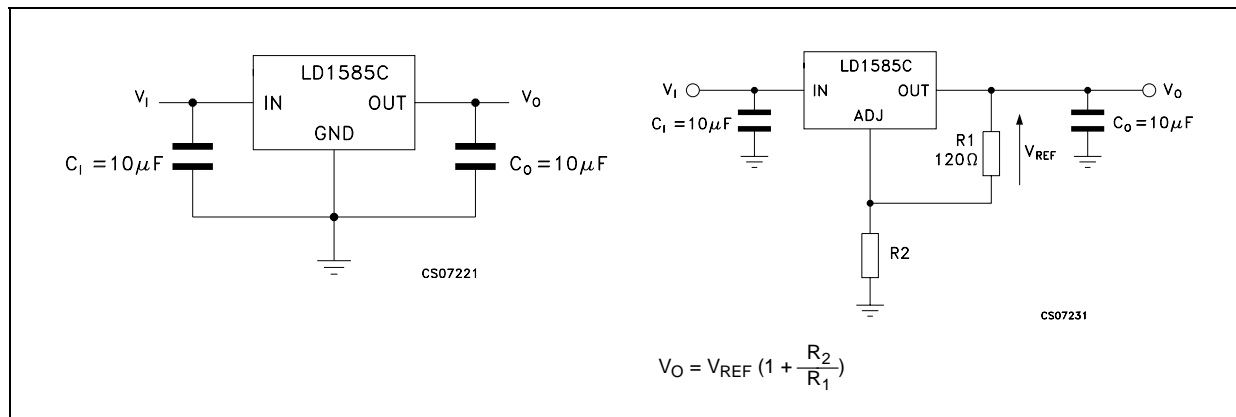 LD1585C
V_I
IN
OUT
V_O
GND
C_I = 10μF
C_O = 10μF
CS07221
LD1585C
V_I
IN
OUT
V_O
ADJ
C_I = 10μF
R1
120Ω
V_REF
C_O = 10μF
R2
CS07231
V_O = V_REF (1 + R_2/R_1)